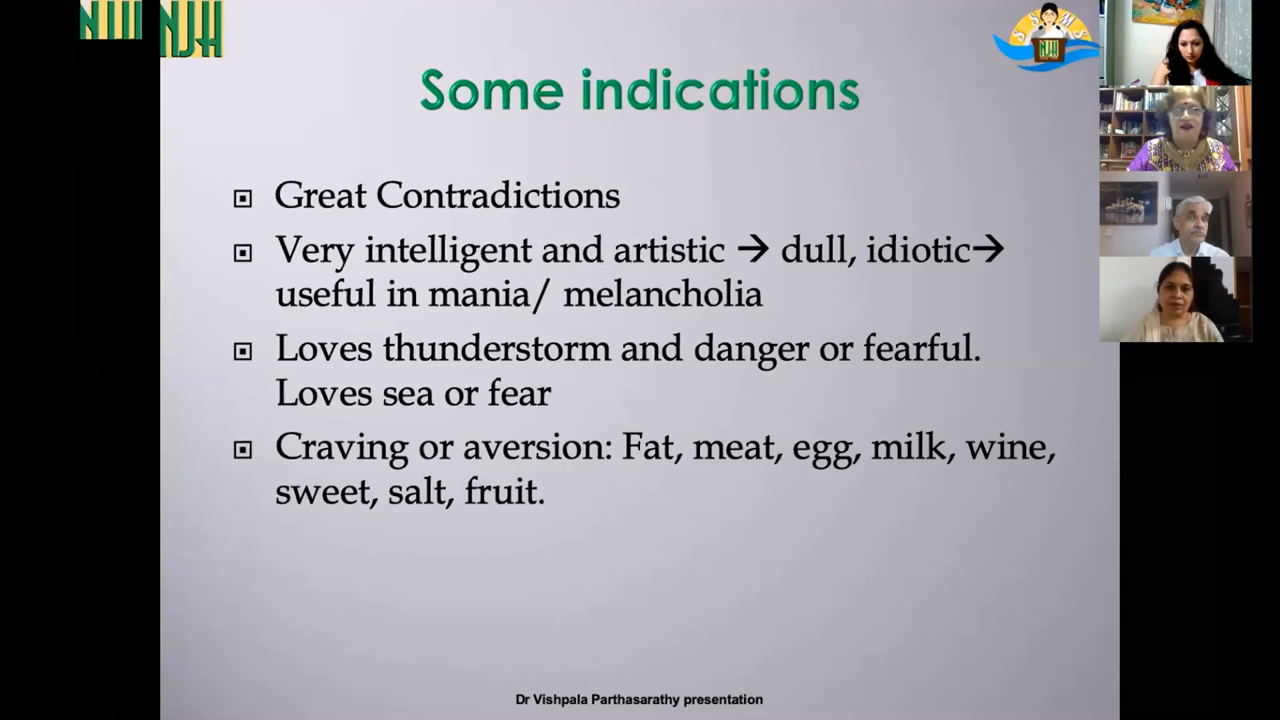 NJH
NJH
S S M S
NJH
Some indications
Great Contradictions
Very intelligent and artistic → dull, idiotic→
useful in mania/ melancholia
Loves thunderstorm and danger or fearful.
Loves sea or fear
Craving or aversion: Fat, meat, egg, milk, wine,
sweet, salt, fruit.
Dr Vishpala Parthasarathy presentation